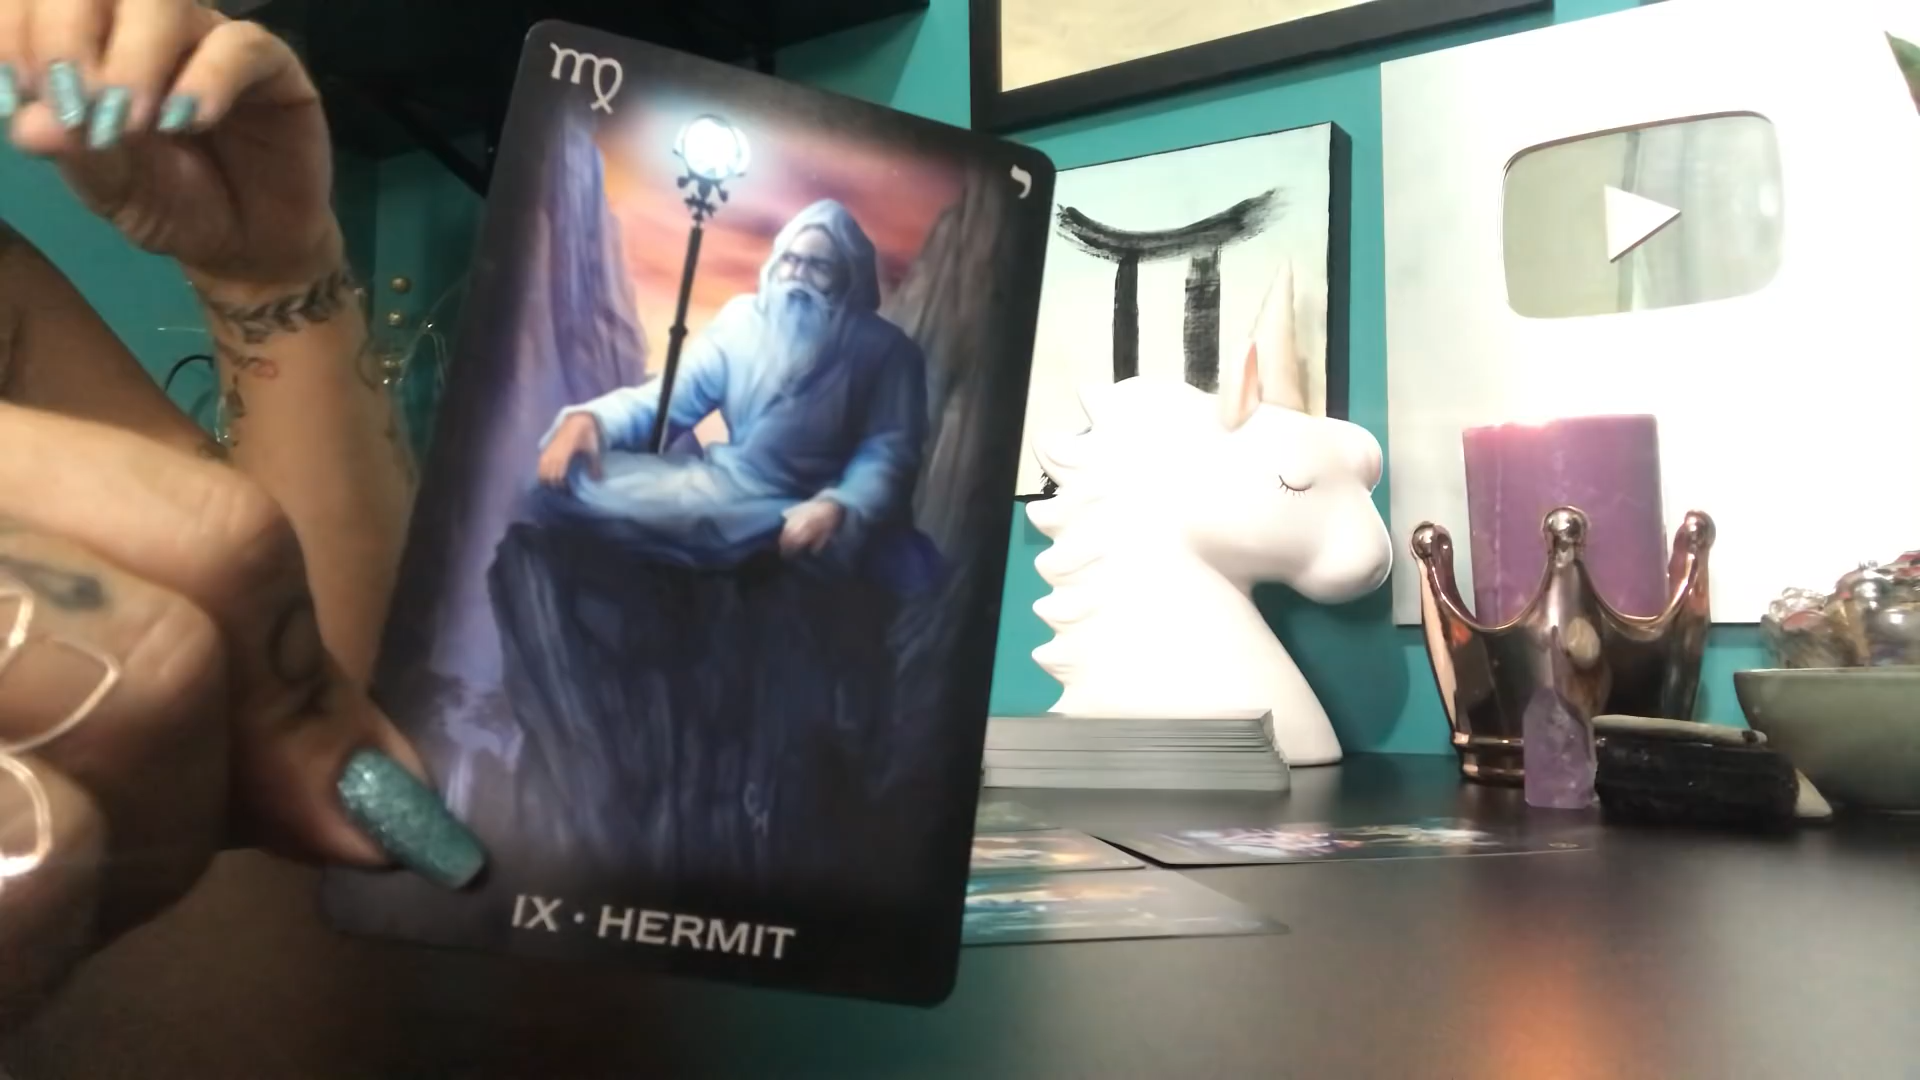 ♍
י
IX · HERMIT